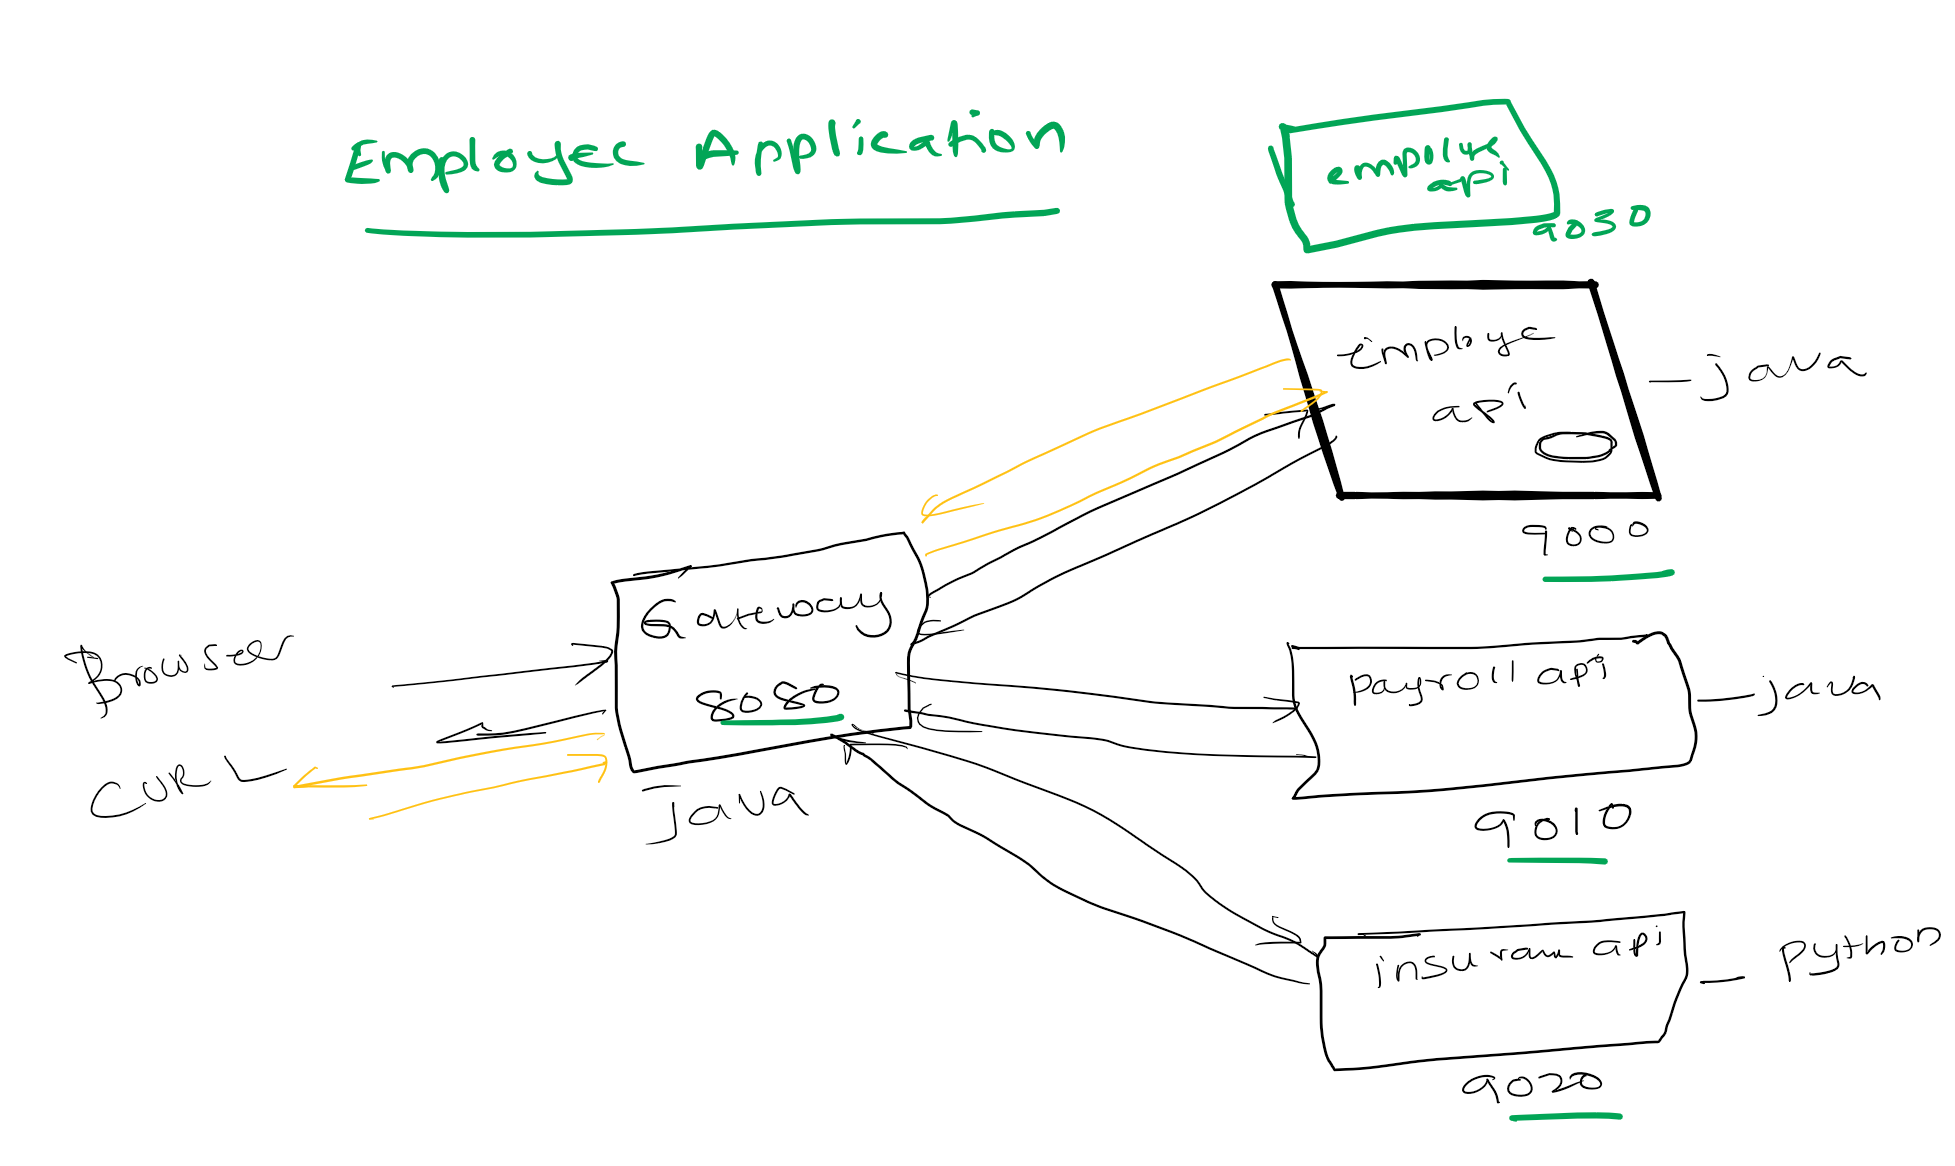 Employee Application
empolye
api
9030
Employe
api
- java
9000
Gateway
8080
java
Browser
CURL
payroll api
- java
9010
insuranc api
- Python
9020